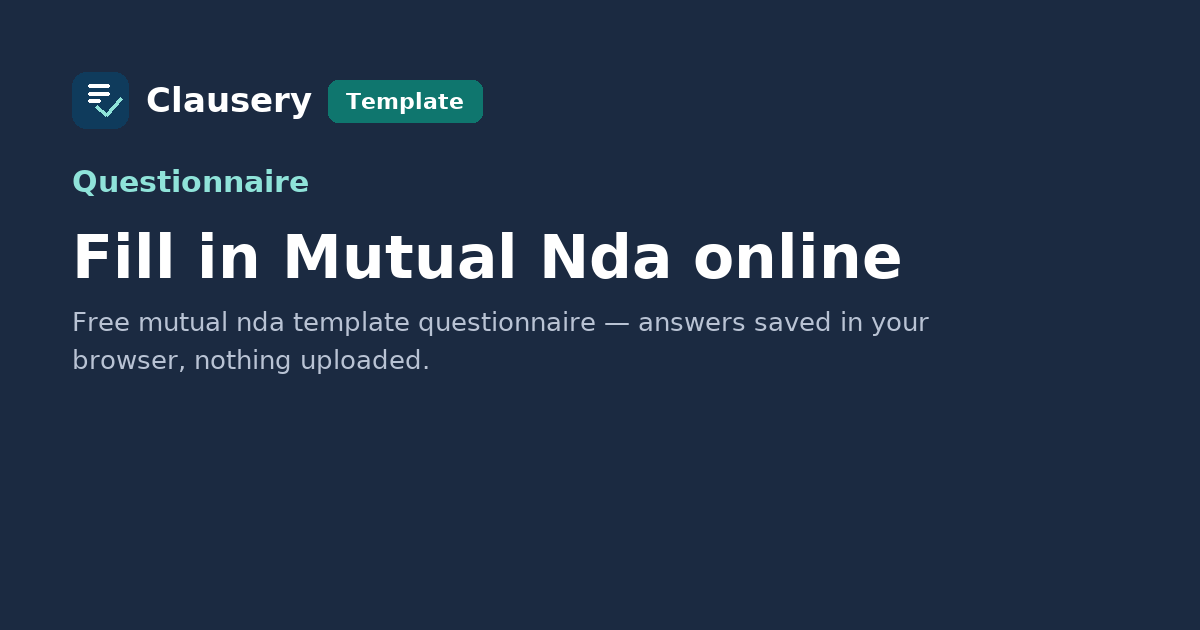 Clausery
Template
Questionnaire
Fill in Mutual Nda online
Free mutual nda template questionnaire — answers saved in your
browser, nothing uploaded.